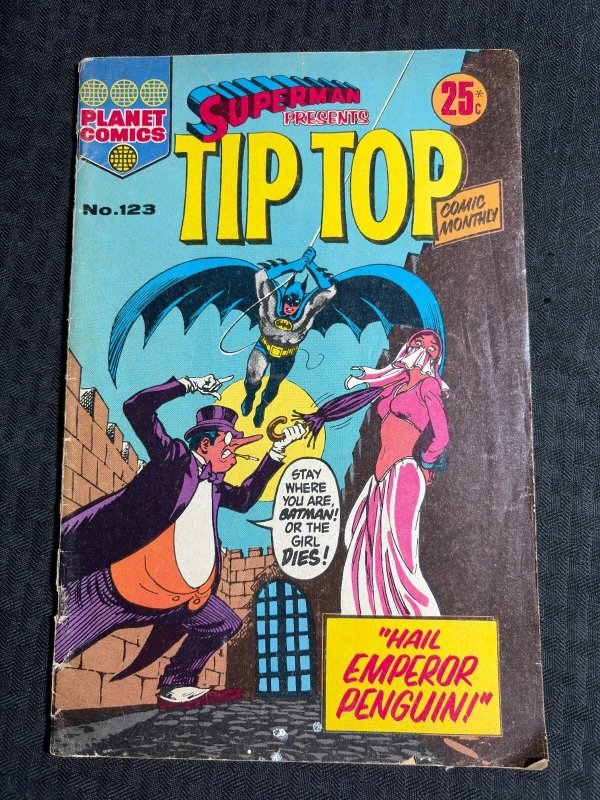 PLANET
COMICS
SUPERMAN
PRESENTS
25*c
TIP TOP
No.123
COMIC
MONTHLY
STAY
WHERE
YOU ARE,
BATMAN!
OR THE
GIRL
DIES!
"HAIL
EMPEROR
PENGUIN!"